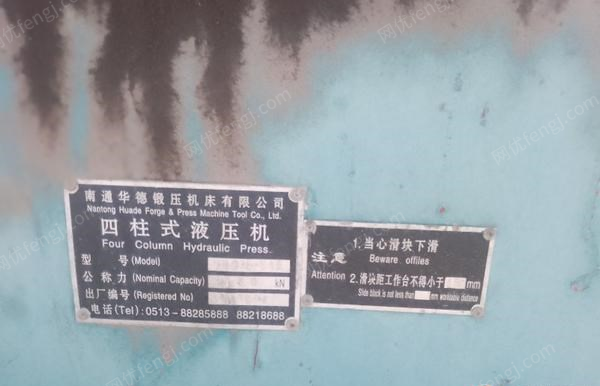 南通华德锻压机床有限公司
Nantong Huade Forge & Press Machine Tool Co., Ltd.
四柱式液压机
Four Column Hydraulic Press
型 号(Model)
公称力(Nominal Capacity) kN
出厂编号(Registered No)
电话(Tel):0513-88285888 88218688
注意
Attention
1.当心滑块下滑
Beware offiles
2.滑块距工作台不得小于 mm
Slide block is not less than mm workable distance